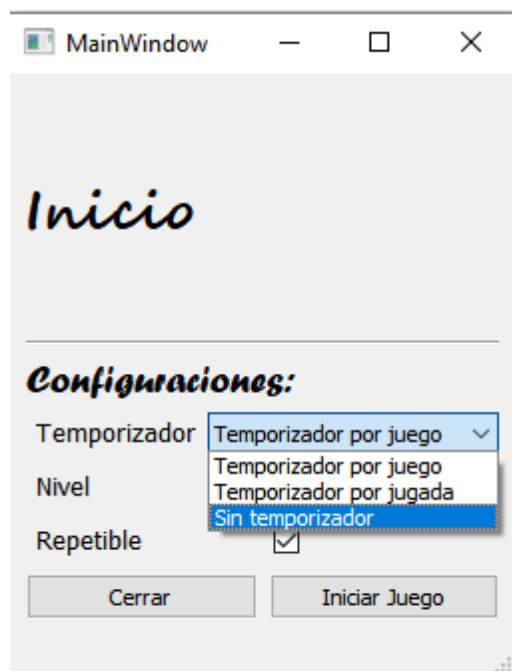 MainWindow
Inicio
Configuraciones:
Temporizador Temporizador por juego
Temporizador por juego
Temporizador por jugada
Nivel
Sin temporizador
Repetible
Cerrar Iniciar Juego